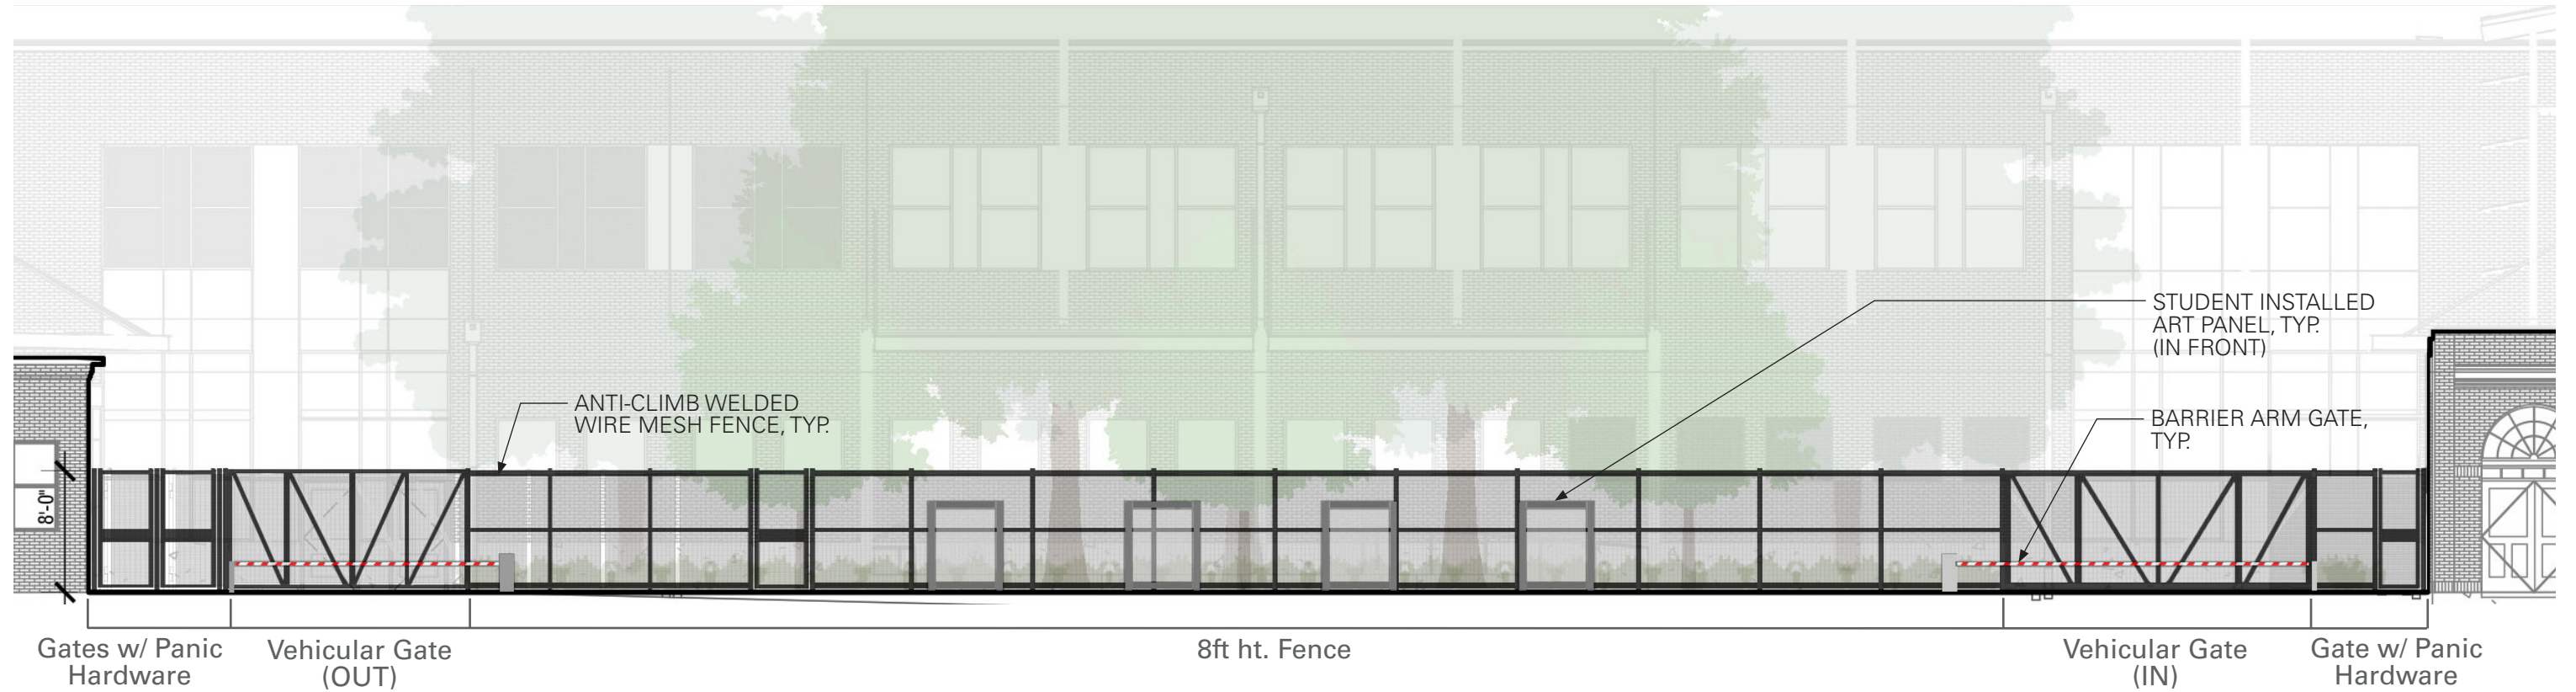 STUDENT INSTALLED
ART PANEL, TYP.
(IN FRONT)
ANTI-CLIMB WELDED
WIRE MESH FENCE, TYP.
BARRIER ARM GATE,
TYP.
8'-0"
Gates w/ Panic
Hardware
Vehicular Gate
(OUT)
8ft ht. Fence
Vehicular Gate
(IN)
Gate w/ Panic
Hardware